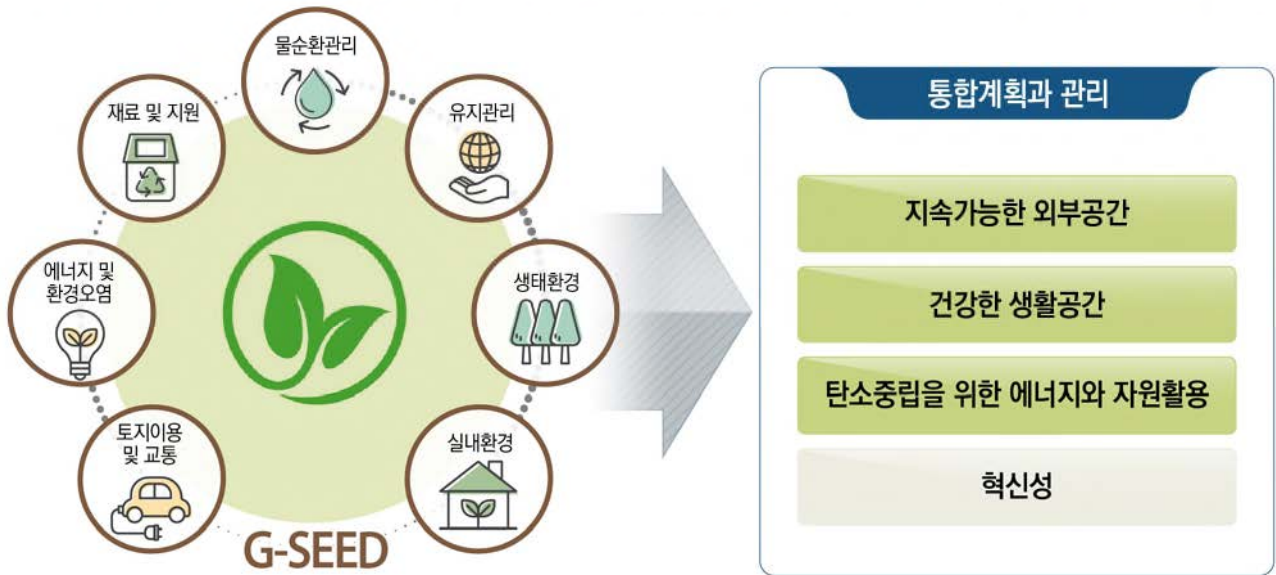 물순환관리
재료 및 지원
유지관리
에너지 및
환경오염
생태환경
토지이용
및 교통
실내환경
G-SEED
통합계획과 관리
지속가능한 외부공간
건강한 생활공간
탄소중립을 위한 에너지와 자원활용
혁신성